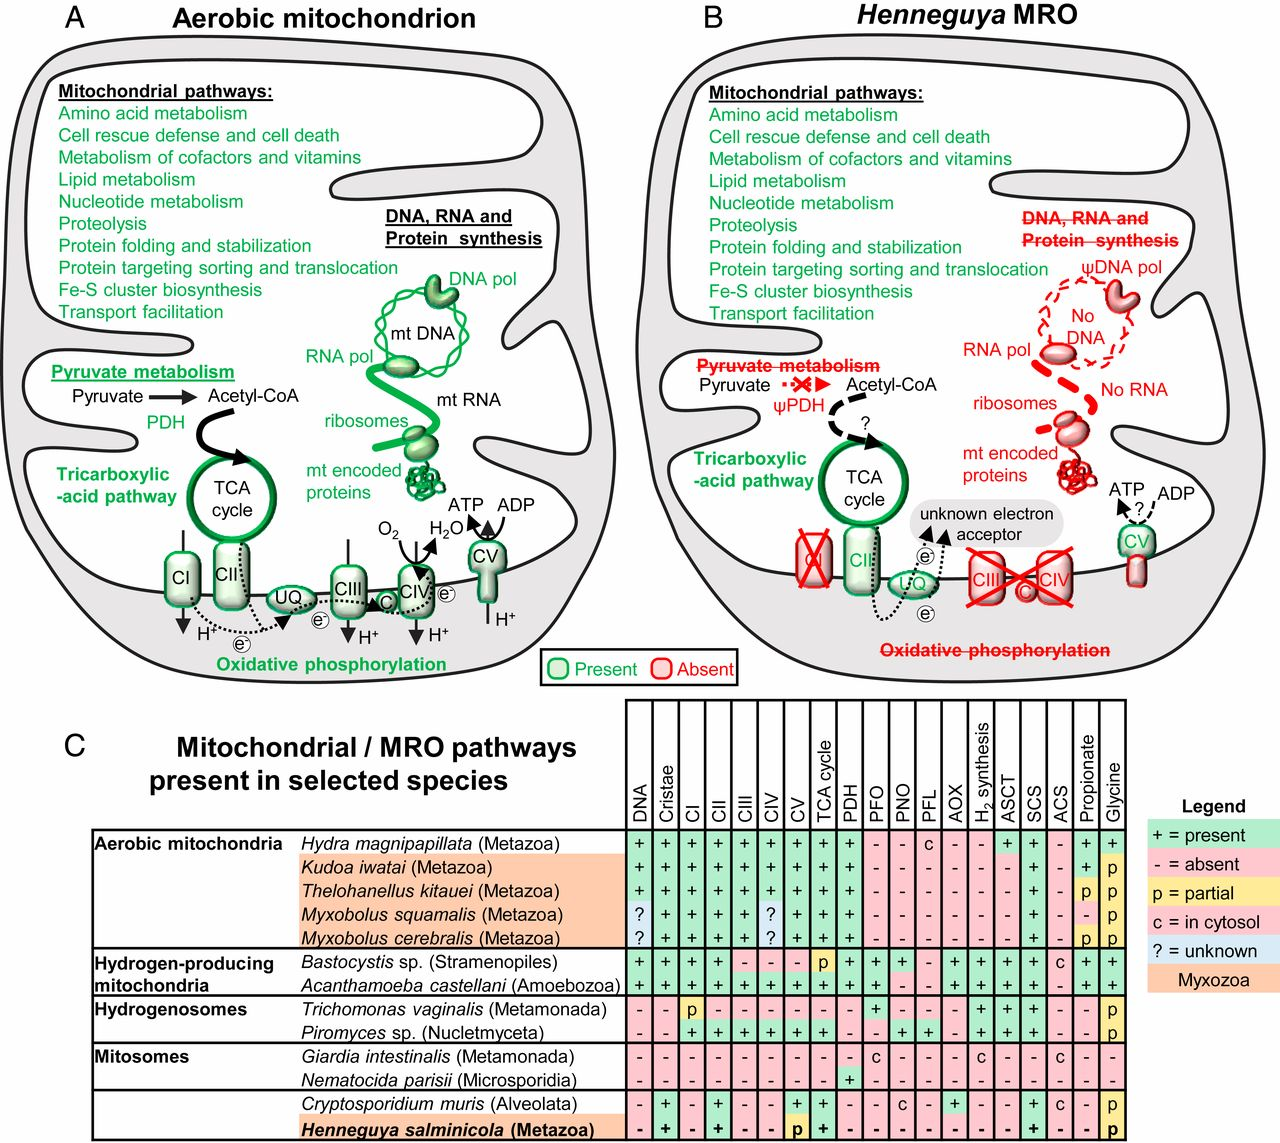 A Aerobic mitochondrion
Mitochondrial pathways:
Amino acid metabolism
Cell rescue defense and cell death
Metabolism of cofactors and vitamins
Lipid metabolism
Nucleotide metabolism
Proteolysis
Protein folding and stabilization
Protein targeting sorting and translocation
Fe-S cluster biosynthesis
Transport facilitation
DNA, RNA and
Protein synthesis
DNA pol
mt DNA
RNA pol
mt RNA
ribosomes
mt encoded
proteins
Pyruvate metabolism
Pyruvate
Acetyl-CoA
PDH
Tricarboxylic
-acid pathway
TCA
cycle
ATP
ADP
O2
H2O
CI
CII
UQ
CIII
C
CIV
CV
H+
e-
e-
H+
H+
e-
H+
Oxidative phosphorylation
B Henneguya MRO
Mitochondrial pathways:
Amino acid metabolism
Cell rescue defense and cell death
Metabolism of cofactors and vitamins
Lipid metabolism
Nucleotide metabolism
Proteolysis
Protein folding and stabilization
Protein targeting sorting and translocation
Fe-S cluster biosynthesis
Transport facilitation
DNA, RNA and
Protein synthesis
ψDNA pol
No
DNA
RNA pol
No RNA
ribosomes
mt encoded
proteins
Pyruvate metabolism
Pyruvate
Acetyl-CoA
ψPDH
?
Tricarboxylic
-acid pathway
TCA
cycle
unknown electron
acceptor
ATP
ADP
?
CI
CII
UQ
e-
e-
CIII
C
CIV
CV
Oxidative phosphorylation
Present
Absent
C Mitochondrial / MRO pathways
present in selected species
DNA Cristae CI CII CIII CIV CV TCA cycle PDH PFO PNO PFL AOX H2 synthesis ASCT SCS ACS Propionate Glycine
Aerobic mitochondria Hydra magnipapillata (Metazoa) + + + + + + + + + - - c - - + + - + +
Kudoa iwatai (Metazoa) + + + + + + + + + - - - - - - + - + p
Thelohanellus kitauei (Metazoa) + + + + + + + + + - - - - - - + - p p
Myxobolus squamalis (Metazoa) ? + + + + ? + + + - - - - - - + - - p
Myxobolus cerebralis (Metazoa) ? + + + + ? + + + - - - - - - + - p p
Hydrogen-producing Bastocystis sp. (Stramenopiles) + + + + - - - p + + + - + + + + c + +
mitochondria Acanthamoeba castellani (Amoebozoa) + + + + + + + + + + - - + + + + - + +
Hydrogenosomes Trichomonas vaginalis (Metamonada) - - p - - - - - - + - - - + + + - - p
Piromyces sp. (Nucletmyceta) - - + + + + + + - - + + - + + + - - p
Mitosomes Giardia intestinalis (Metamonada) - - - - - - - - - c - - - c - - c - -
Nematocida parisii (Microsporidia) - - - - - - - - + - - - - - - - - - -
Cryptosporidium muris (Alveolata) - + - + - - + + - - c - + - - + c - p
Henneguya salminicola (Metazoa) - + - + - - p + - - - - - - - + - - p
Legend
+ = present
- = absent
p = partial
c = in cytosol
? = unknown
Myxozoa